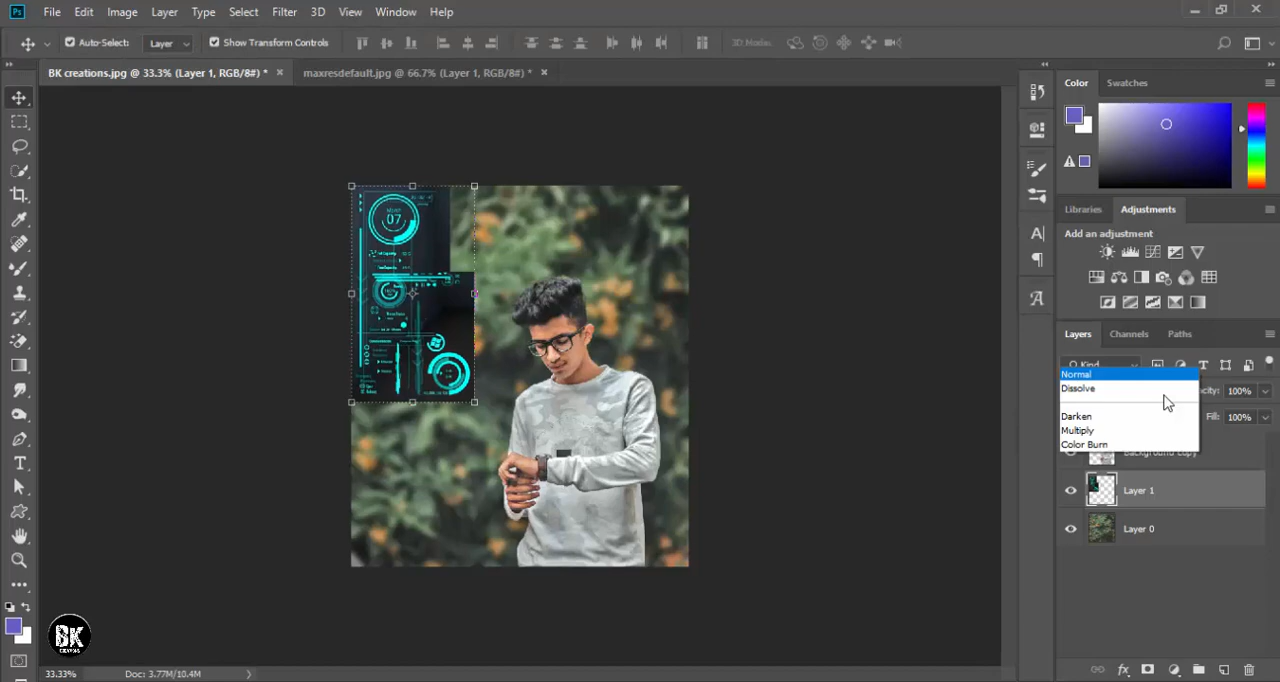 Ps File Edit Image Layer Type Select Filter 3D View Window Help
Auto-Select: Layer Show Transform Controls 3D Mode:
BK creations.jpg @ 33.3% (Layer 1, RGB/8#) * × maxresdefault.jpg @ 66.7% (Layer 1, RGB/8#) * ×
Color Swatches
Libraries Adjustments
Add an adjustment
07
Layers Channels Paths
Kind
Normal
Dissolve
100%
Darken
Multiply
Color Burn
Fill: 100%
Background copy
Layer 1
Layer 0
BK
CREATIONS
33.33% Doc: 3.77M/10.4M